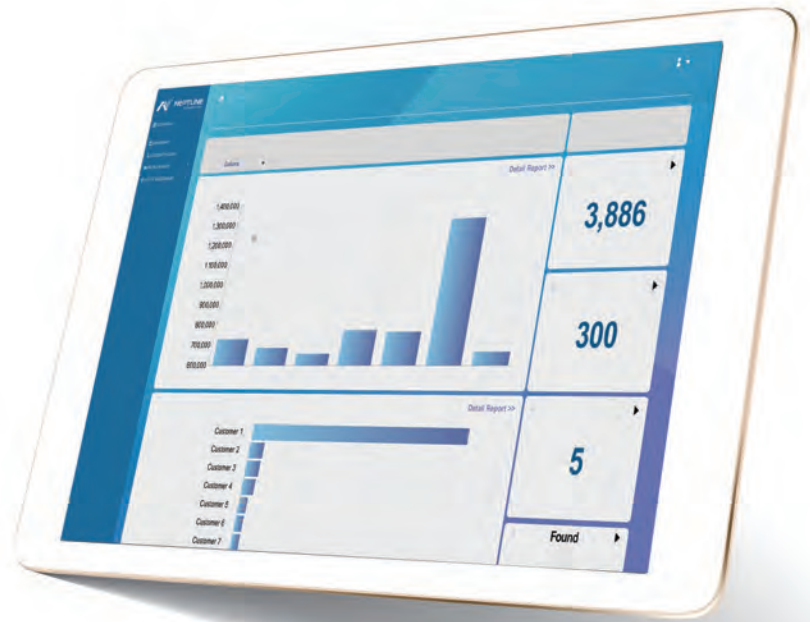 NEPTUNE
Detail Report >>
1,400,000
1,300,000
1,200,000
1,100,000
1,000,000
900,000
800,000
700,000
600,000
3,886
300
Detail Report >>
Customer 1
Customer 2
Customer 3
Customer 4
Customer 5
Customer 6
Customer 7
5
Found